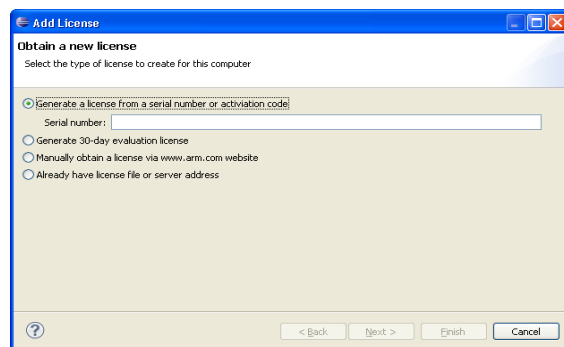 Add License
Obtain a new license
Select the type of license to create for this computer
Generate a license from a serial number or activiation code
Serial number:
Generate 30-day evaluation license
Manually obtain a license via www.arm.com website
Already have license file or server address
?
< Back
Next >
Finish
Cancel